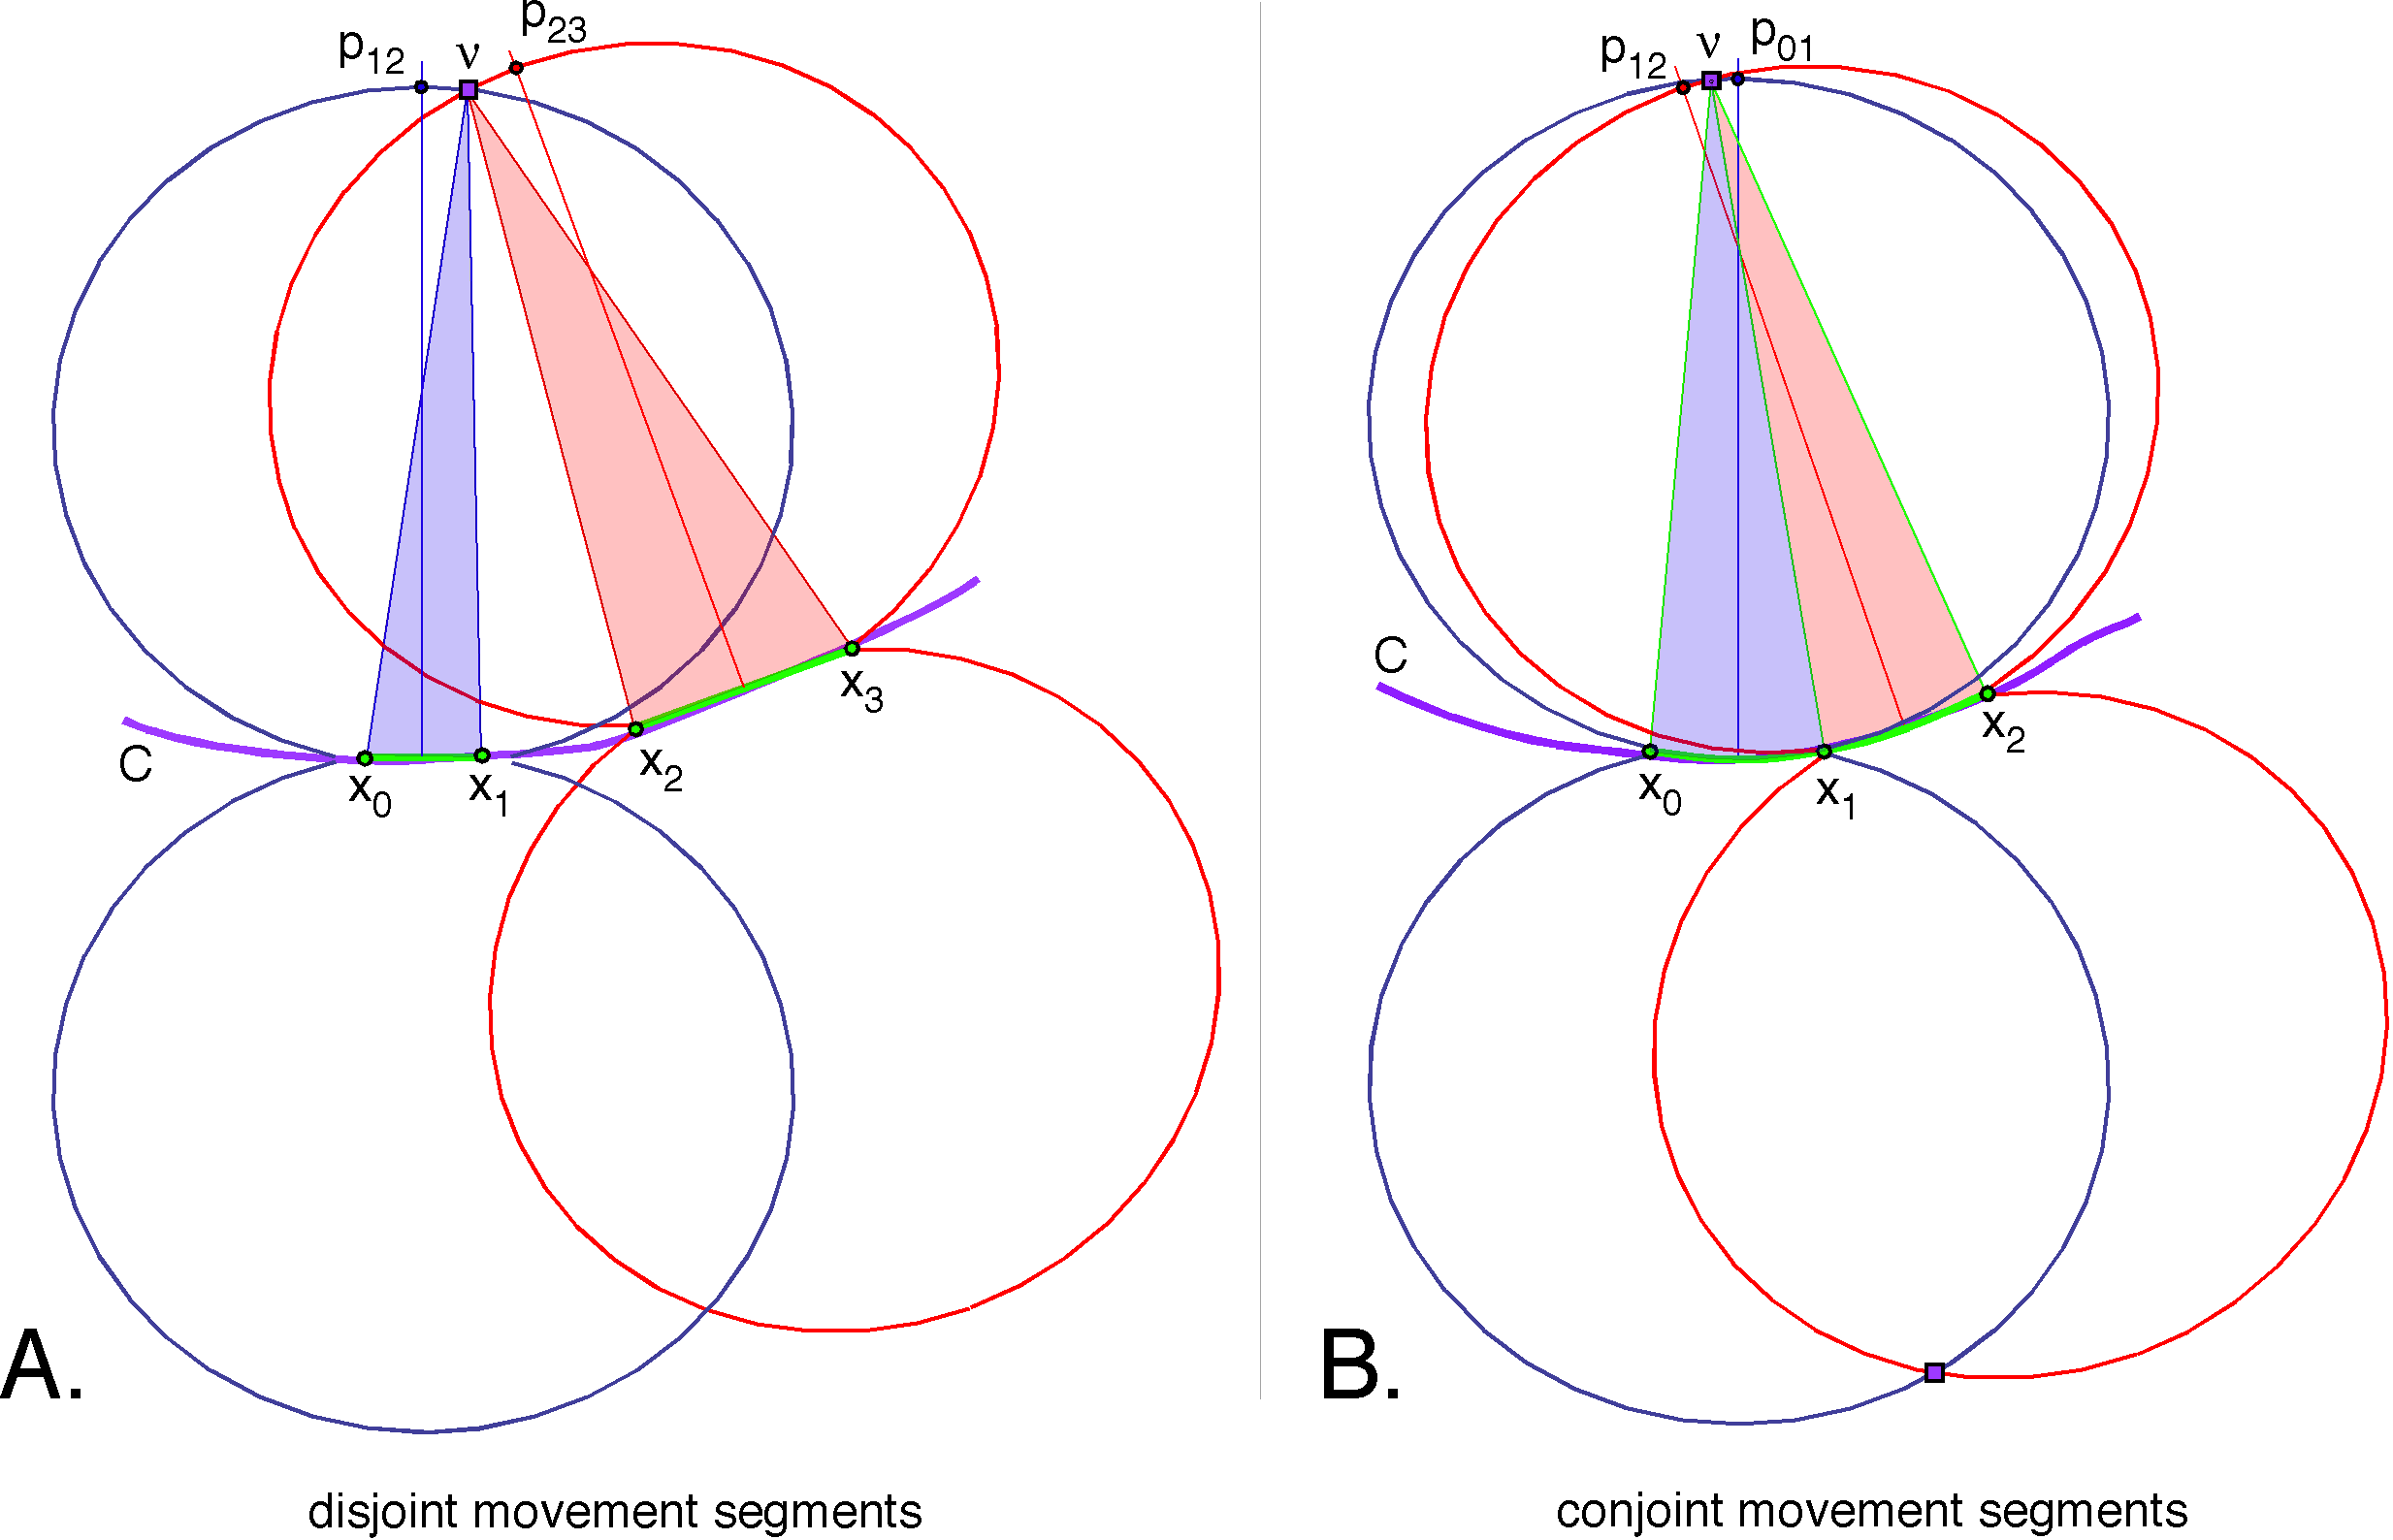 p12
ν
p23
C
x0
x1
x2
x3
A.
disjoint movement segments
p12
ν
p01
C
x0
x1
x2
B.
conjoint movement segments